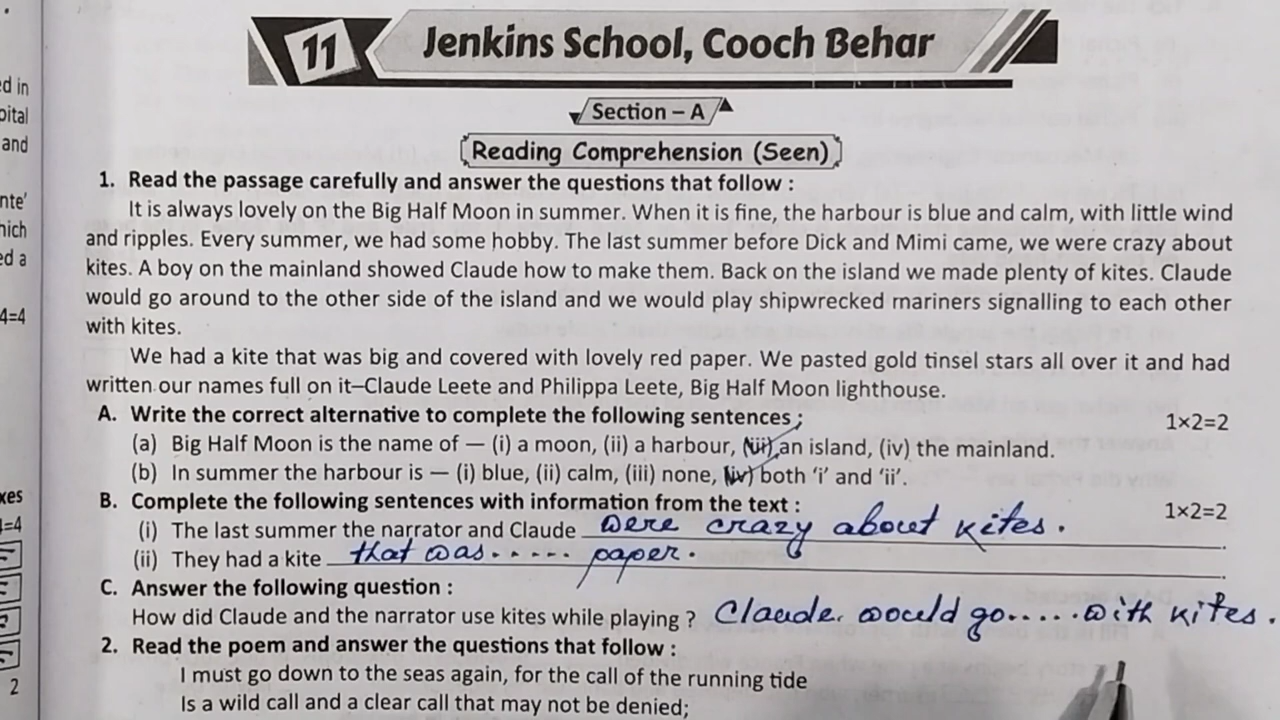 11 Jenkins School, Cooch Behar
Section – A
Reading Comprehension (Seen)
1. Read the passage carefully and answer the questions that follow :
It is always lovely on the Big Half Moon in summer. When it is fine, the harbour is blue and calm, with little wind
and ripples. Every summer, we had some hobby. The last summer before Dick and Mimi came, we were crazy about
kites. A boy on the mainland showed Claude how to make them. Back on the island we made plenty of kites. Claude
would go around to the other side of the island and we would play shipwrecked mariners signalling to each other
with kites.
We had a kite that was big and covered with lovely red paper. We pasted gold tinsel stars all over it and had
written our names full on it–Claude Leete and Philippa Leete, Big Half Moon lighthouse.
A. Write the correct alternative to complete the following sentences ; 1×2=2
(a) Big Half Moon is the name of — (i) a moon, (ii) a harbour, (iii) an island, (iv) the mainland.
(b) In summer the harbour is — (i) blue, (ii) calm, (iii) none, (iv) both 'i' and 'ii'.
B. Complete the following sentences with information from the text : 1×2=2
(i) The last summer the narrator and Claude were crazy about kites.
(ii) They had a kite that was..... paper.
C. Answer the following question :
How did Claude and the narrator use kites while playing ? Claude. would go..... with kites.
2. Read the poem and answer the questions that follow :
I must go down to the seas again, for the call of the running tide
Is a wild call and a clear call that may not be denied;
ed in
and
ed a
4=4
2